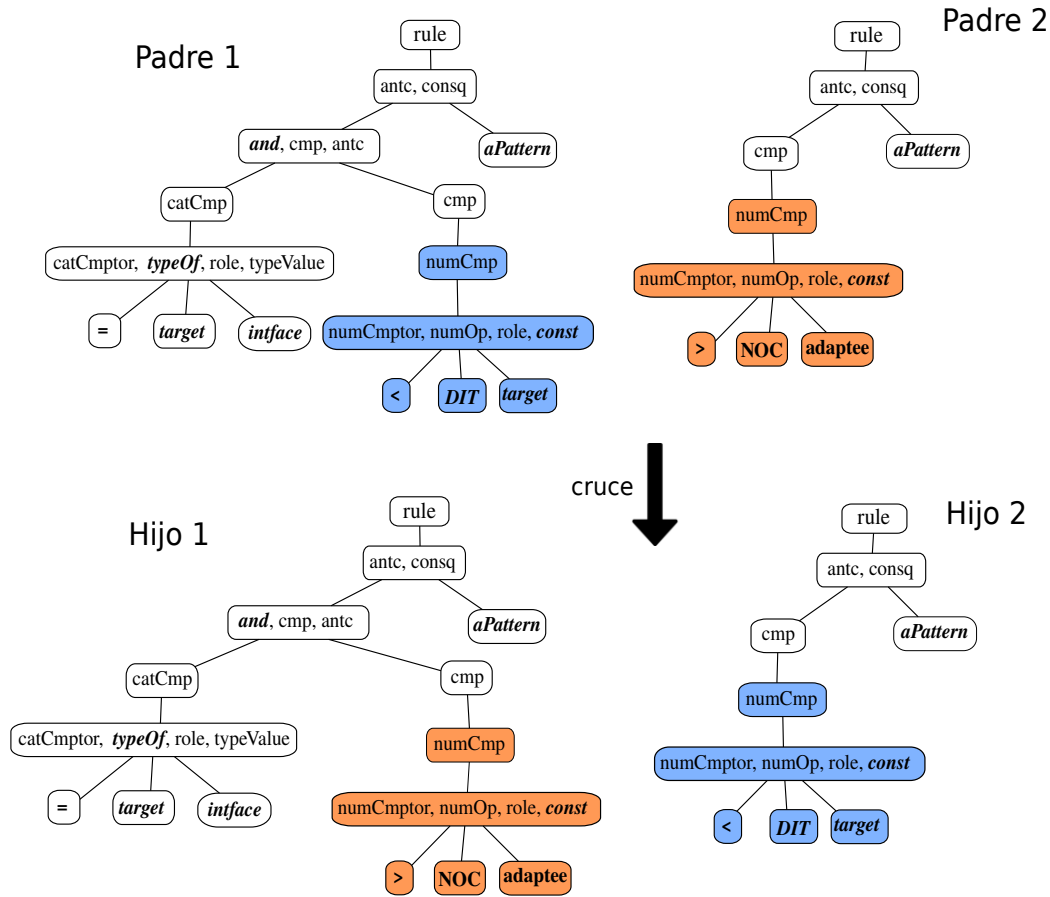 Padre 1
rule
antc, consq
and, cmp, antc
aPattern
catCmp
cmp
catCmptor, typeOf, role, typeValue
numCmp
=
target
intface
numCmptor, numOp, role, const
<
DIT
target
Padre 2
rule
antc, consq
cmp
aPattern
numCmp
numCmptor, numOp, role, const
>
NOC
adaptee
cruce
Hijo 1
rule
antc, consq
and, cmp, antc
aPattern
catCmp
cmp
catCmptor, typeOf, role, typeValue
numCmp
=
target
intface
numCmptor, numOp, role, const
>
NOC
adaptee
Hijo 2
rule
antc, consq
cmp
aPattern
numCmp
numCmptor, numOp, role, const
<
DIT
target